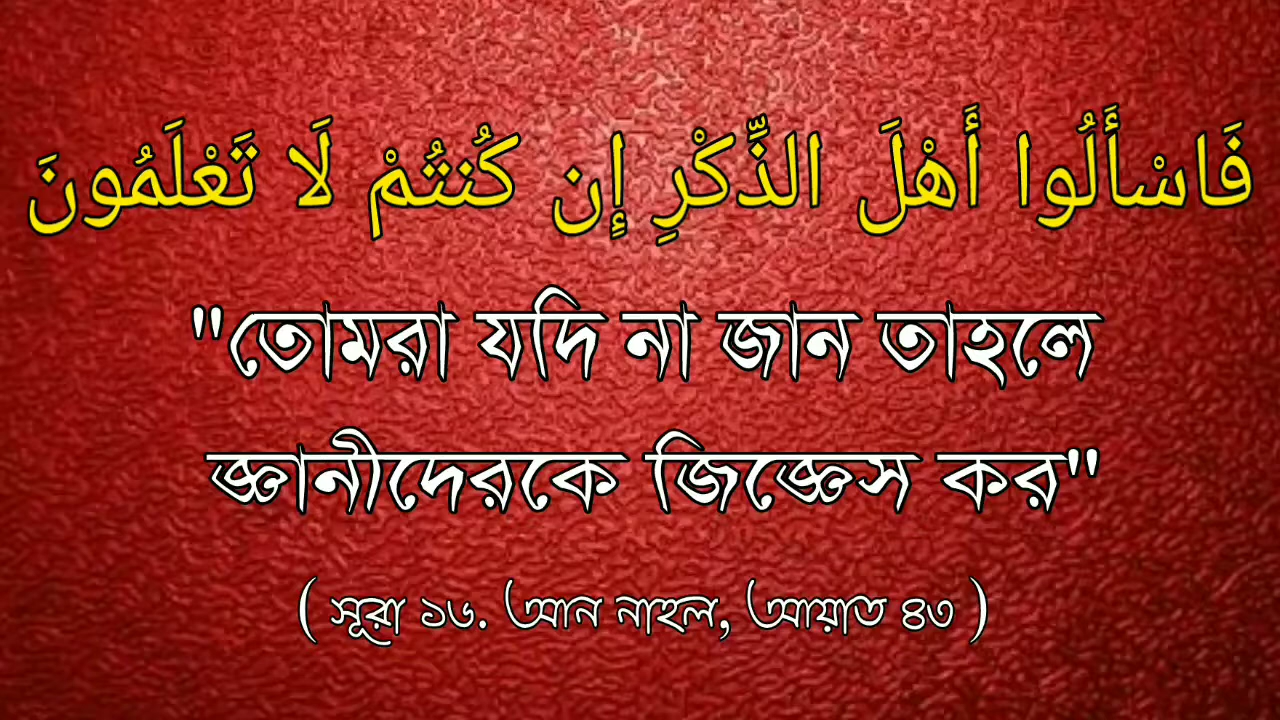 فَاسْأَلُوا أَهْلَ الذِّكْرِ إِن كُنتُمْ لَا تَعْلَمُونَ
"তোমরা যদি না জান তাহলে
জ্ঞানীদেরকে জিজ্ঞেস কর"
( সূরা ১৬. আন নাহল, আয়াত ৪৩ )